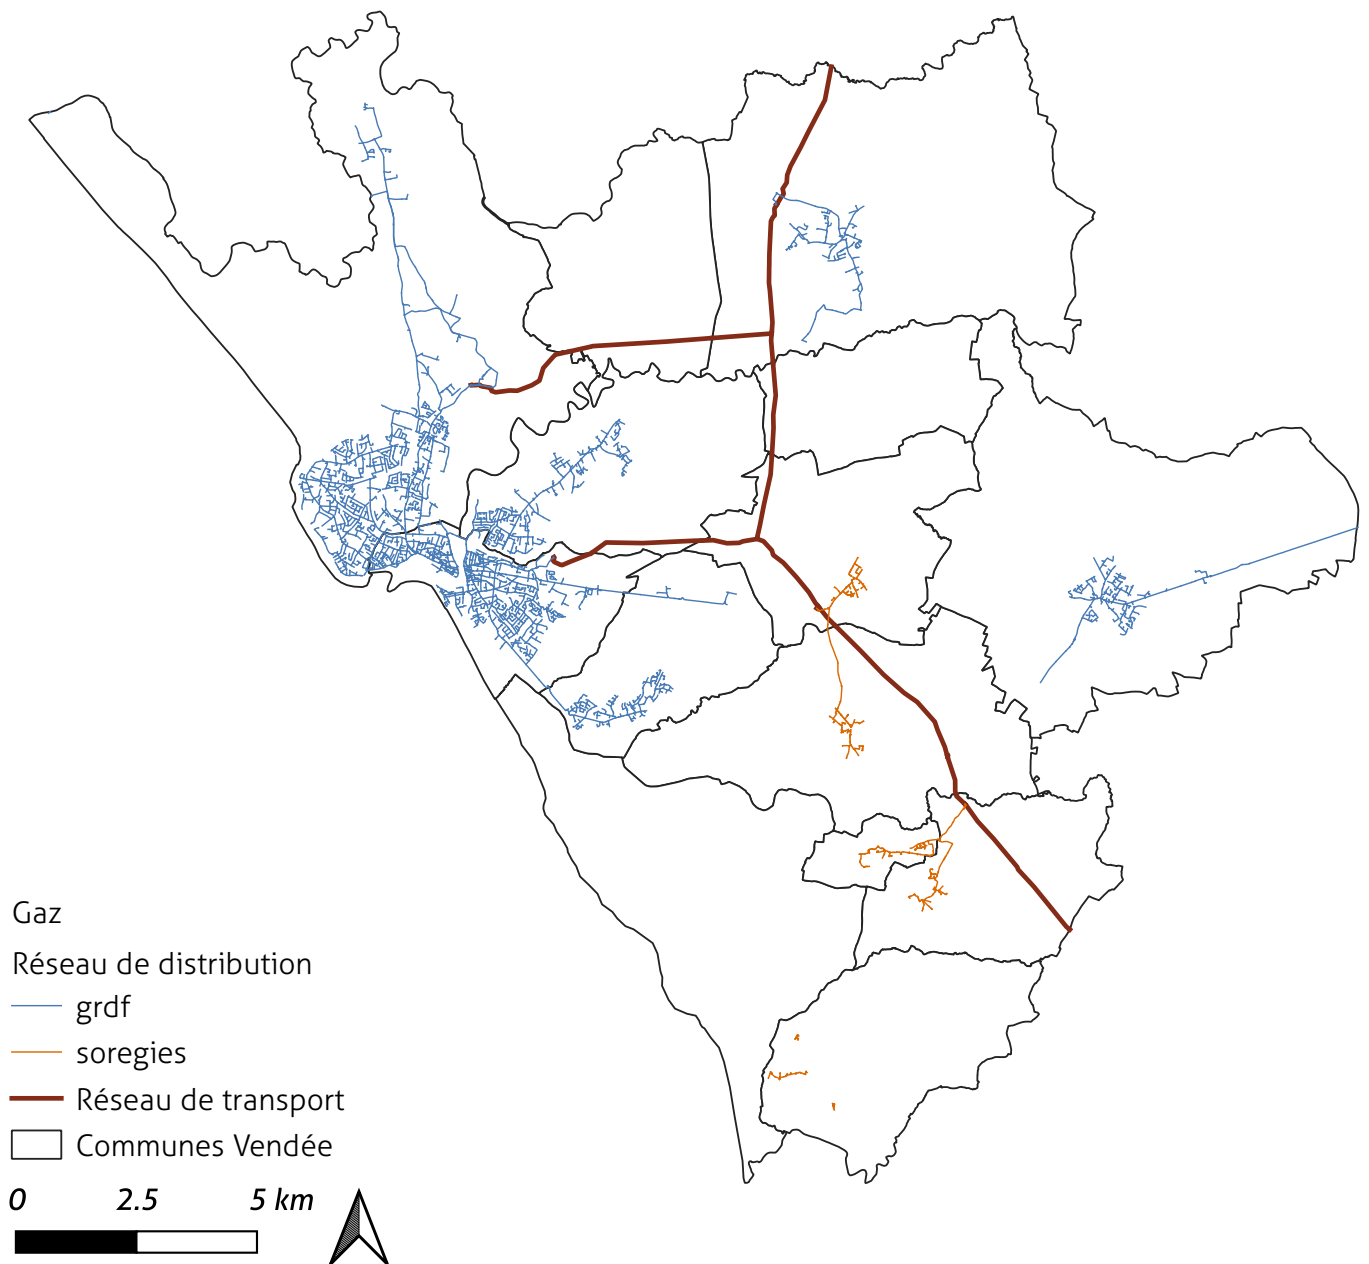 Gaz
Réseau de distribution
grdf
soregies
Réseau de transport
Communes Vendée
0 2.5 5 km